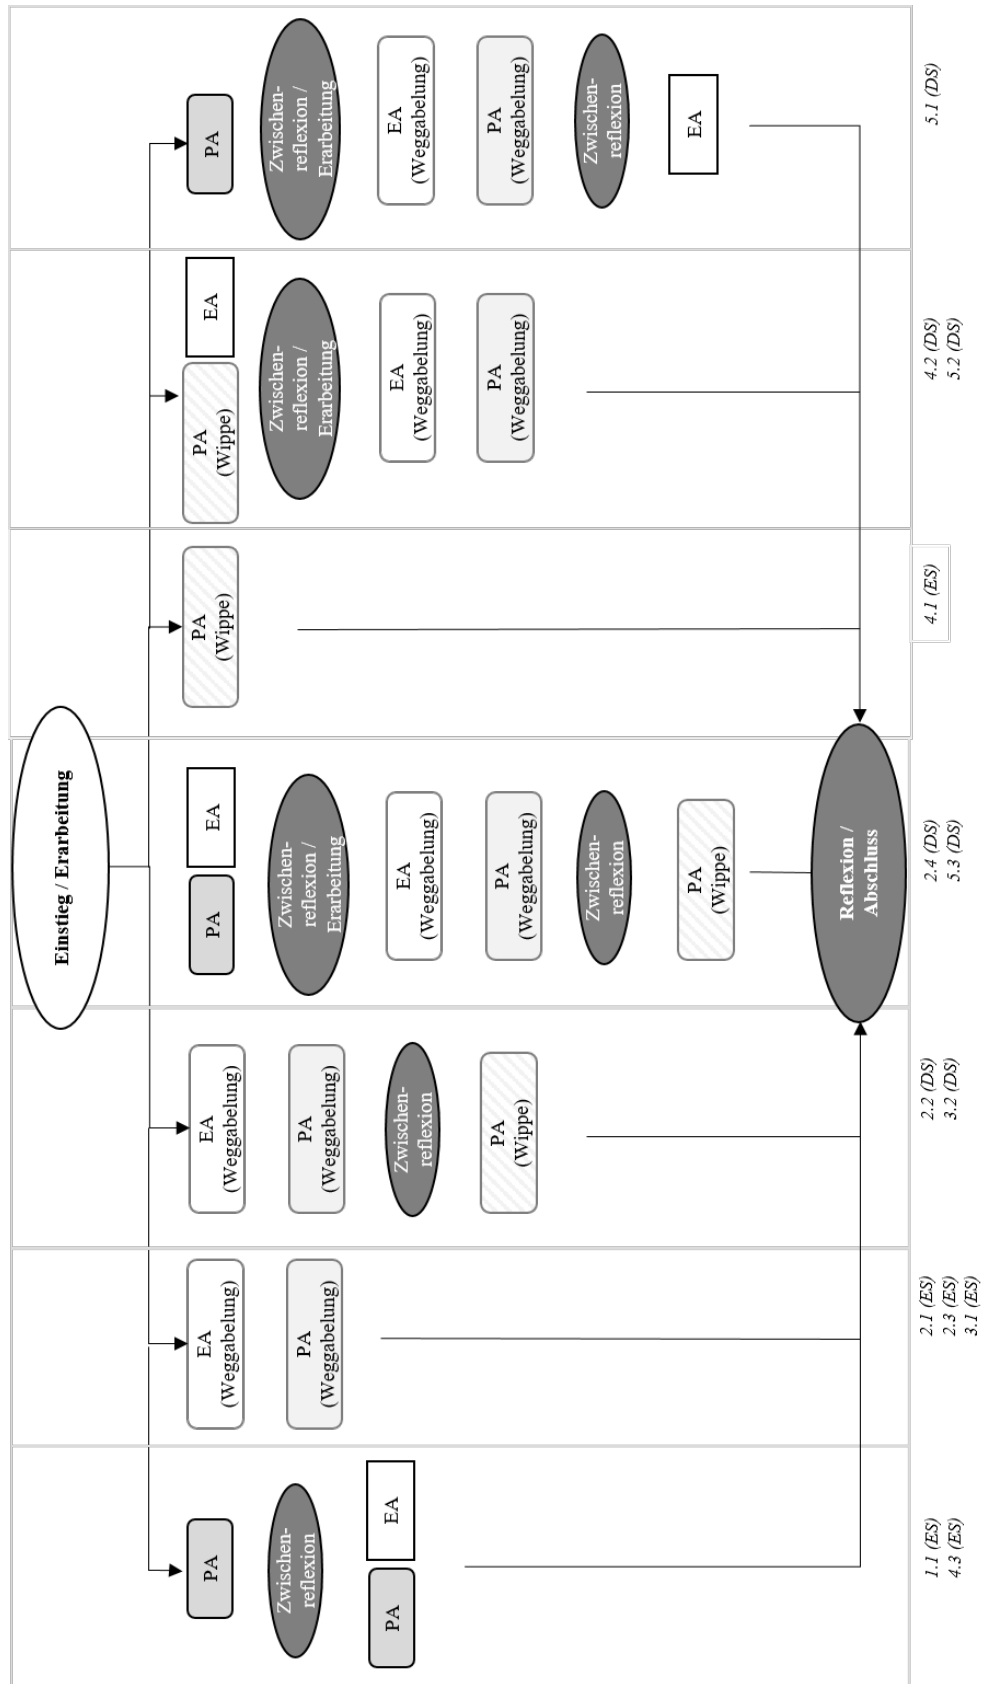 Einstieg / Erarbeitung
PA
Zwischen-
reflexion
PA
EA
1.1 (ES)
4.3 (ES)
EA
(Weggabelung)
PA
(Weggabelung)
2.1 (ES)
2.3 (ES)
3.1 (ES)
EA
(Weggabelung)
PA
(Weggabelung)
Zwischen-
reflexion
PA
(Wippe)
2.2 (DS)
3.2 (DS)
PA
EA
Zwischen-
reflexion /
Erarbeitung
EA
(Weggabelung)
PA
(Weggabelung)
Zwischen-
reflexion
PA
(Wippe)
Reflexion /
Abschluss
2.4 (DS)
5.3 (DS)
PA
(Wippe)
4.1 (ES)
PA
(Wippe)
EA
Zwischen-
reflexion /
Erarbeitung
EA
(Weggabelung)
PA
(Weggabelung)
4.2 (DS)
5.2 (DS)
PA
Zwischen-
reflexion /
Erarbeitung
EA
(Weggabelung)
PA
(Weggabelung)
Zwischen-
reflexion
EA
5.1 (DS)